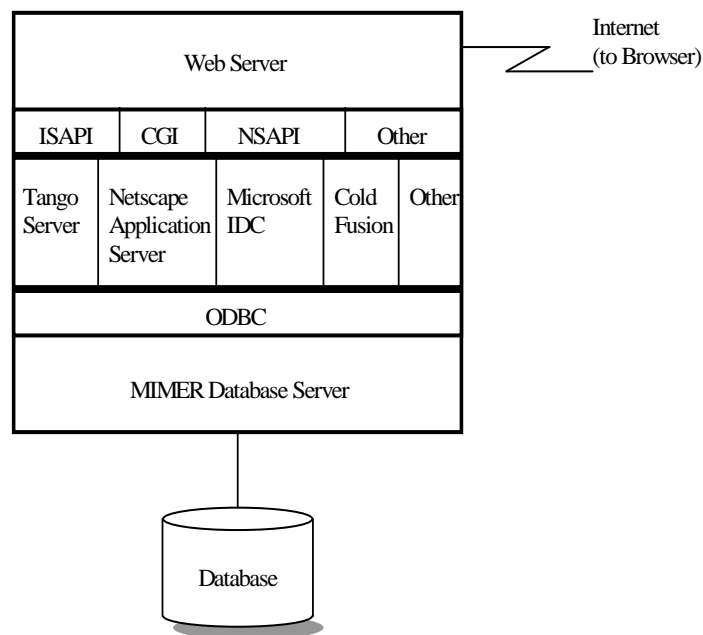 Internet
(to Browser)
Web Server
ISAPI CGI NSAPI Other
Tango
Server
Netscape
Application
Server
Microsoft
IDC
Cold
Fusion
Other
ODBC
MIMER Database Server
Database